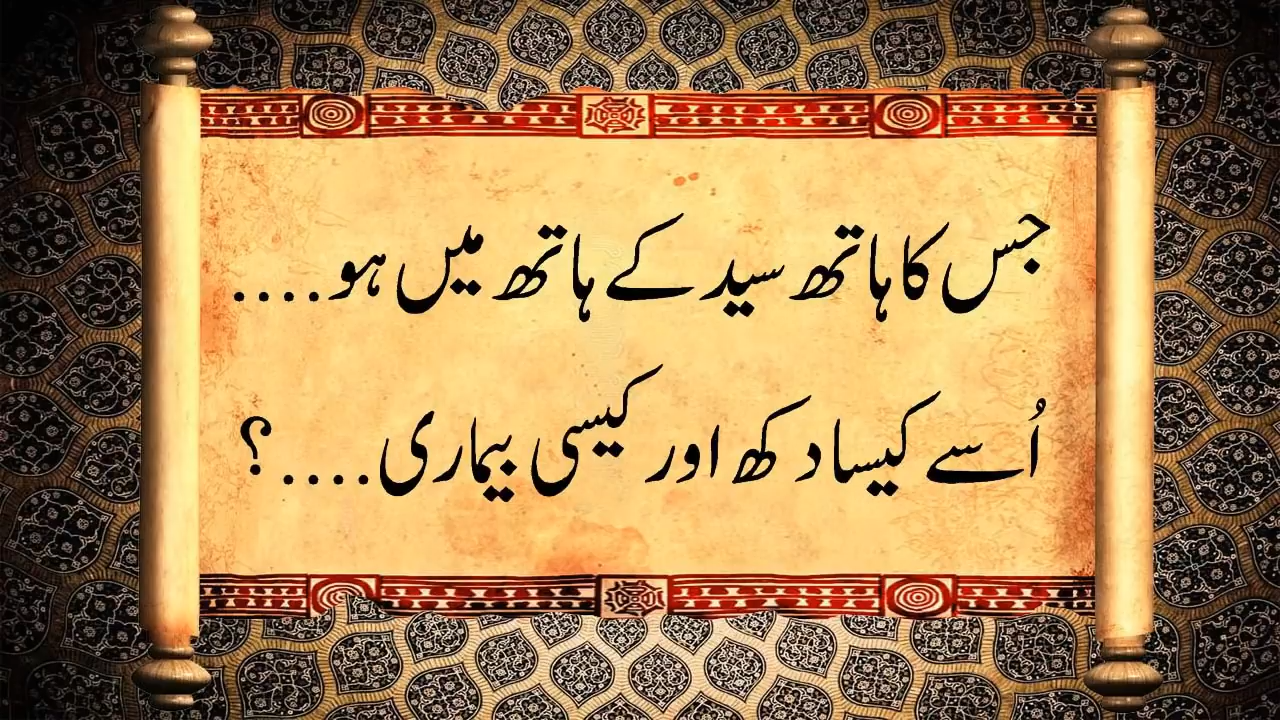 جس کا ہاتھ سید کے ہاتھ میں ہو....
اُسے کیسا دکھ اور کیسی بیماری....؟